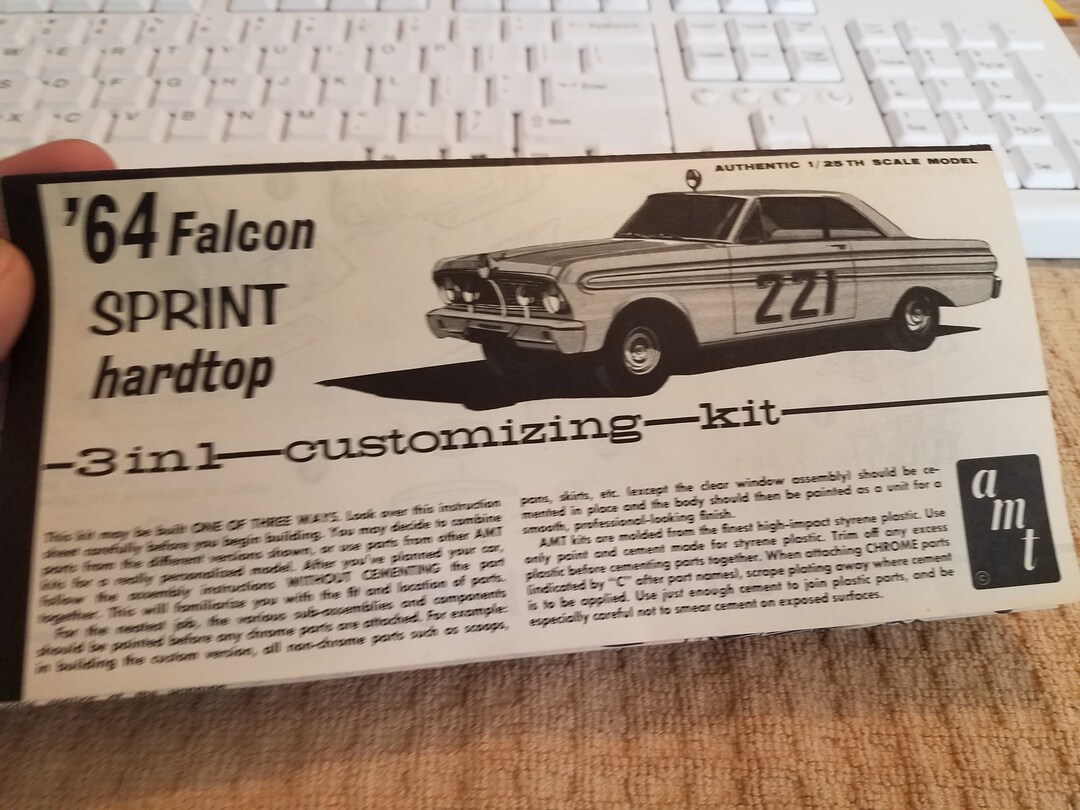 AUTHENTIC 1/25TH SCALE MODEL
'64 Falcon
SPRINT
hardtop
221
3 in 1 customizing kit
This kit may be built ONE OF THREE WAYS. Look over this instruction
sheet carefully before you begin building. You may decide to combine
parts from the different versions shown, or use parts from other AMT
kits for a really personalized model. After you've planned your car,
follow the assembly instructions WITHOUT CEMENTING the part
together. This will familiarize you with the fit and location of parts.
For the neatest job, the various sub-assemblies and components
should be painted before any chrome parts are attached. For example:
in building the custom version, all non-chrome parts such as scoops,
pans, skirts, etc. (except the clear window assembly) should be ce-
mented in place and the body should then be painted as a unit for a
smooth, professional-looking finish.
AMT kits are molded from the finest high-impact styrene plastic. Use
only paint and cement made for styrene plastic. Trim off any excess
plastic before cementing parts together. When attaching CHROME parts
(indicated by "C" after part names), scrape plating away where cement
is to be applied. Use just enough cement to join plastic parts, and be
especially careful not to smear cement on exposed surfaces.
amt
©